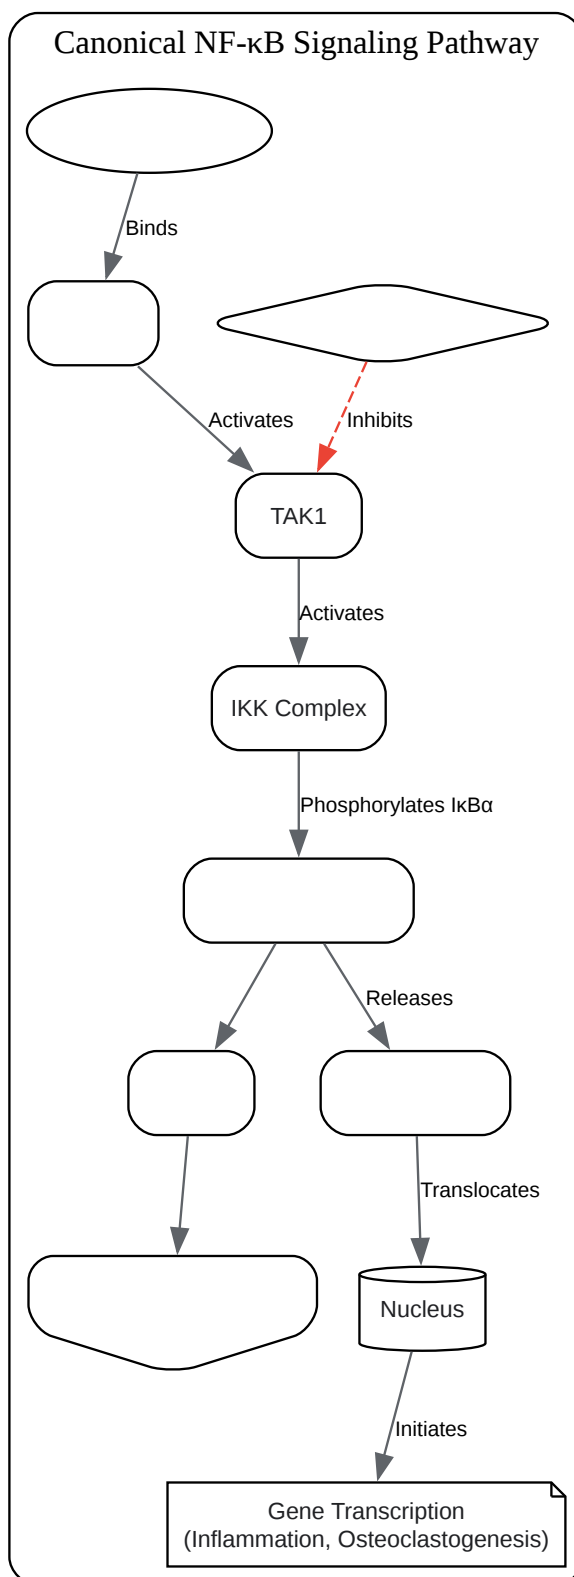 Canonical NF-κB Signaling Pathway
Binds
Activates
Inhibits
TAK1
Activates
IKK Complex
Phosphorylates IκBα
Releases
Translocates
Nucleus
Initiates
Gene Transcription
(Inflammation, Osteoclastogenesis)